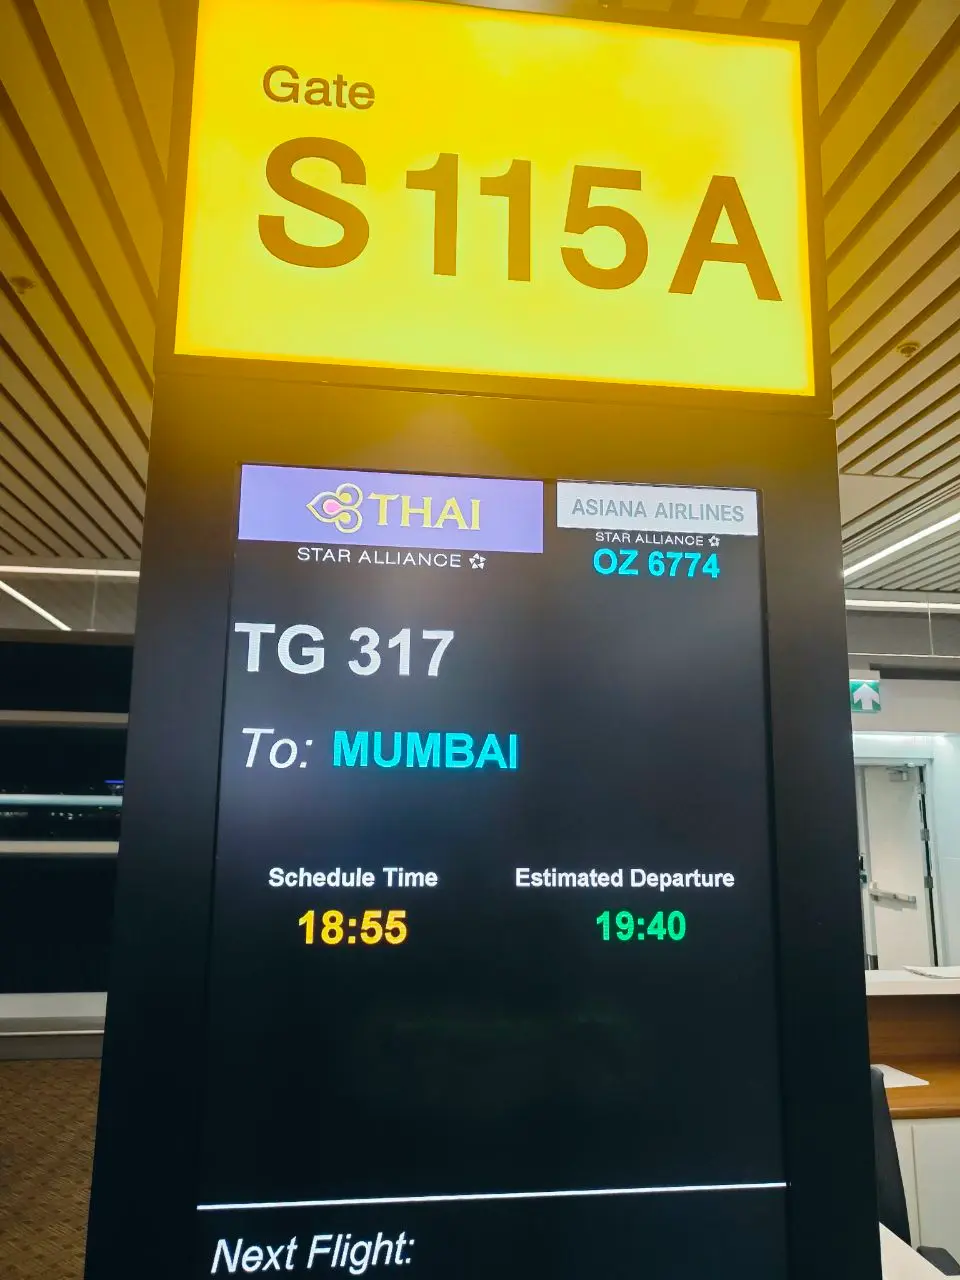 Gate
S 115A
THAI
STAR ALLIANCE
ASIANA AIRLINES
STAR ALLIANCE
OZ 6774
TG 317
To: MUMBAI
Schedule Time
Estimated Departure
18:55
19:40
Next Flight: